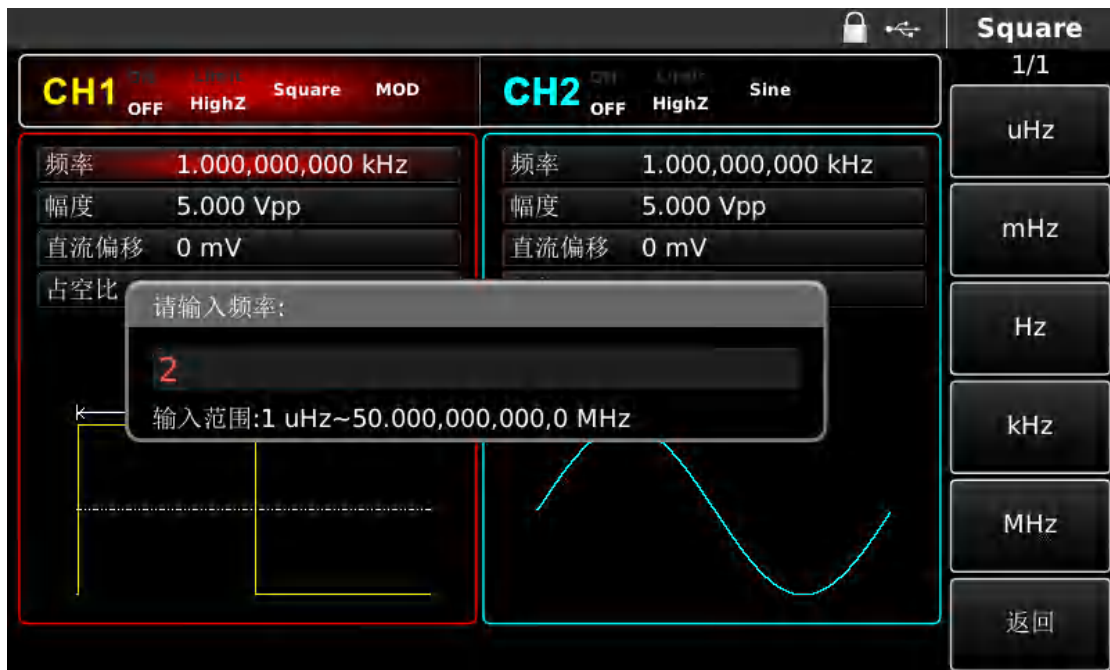 Square
1/1
CH1 OFF HighZ Square MOD
CH2 OFF HighZ Sine
频率 1.000,000,000 kHz
幅度 5.000 Vpp
直流偏移 0 mV
占空比
频率 1.000,000,000 kHz
幅度 5.000 Vpp
直流偏移 0 mV
请输入频率:
2
输入范围:1 uHz~50.000,000,000,0 MHz
uHz
mHz
Hz
kHz
MHz
返回